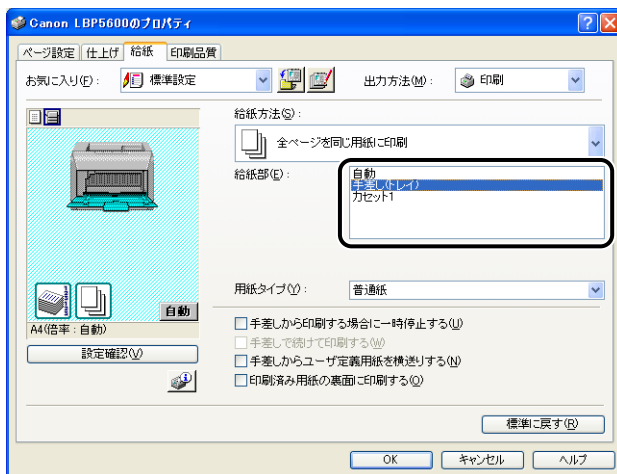 Canon LBP5600のプロパティ
ページ設定 仕上げ 給紙 印刷品質
お気に入り(F): 標準設定 出力方法(M): 印刷
給紙方法(S):
全ページを同じ用紙に印刷
給紙部(E):
自動
手差し(トレイ)
カセット1
用紙タイプ(Y): 普通紙
自動
A4(倍率:自動)
設定確認(V)
手差しから印刷する場合に一時停止する(U)
手差しで続けて印刷する(W)
手差しからユーザ定義用紙を横送りする(N)
印刷済み用紙の裏面に印刷する(O)
標準に戻す(R)
OK キャンセル ヘルプ